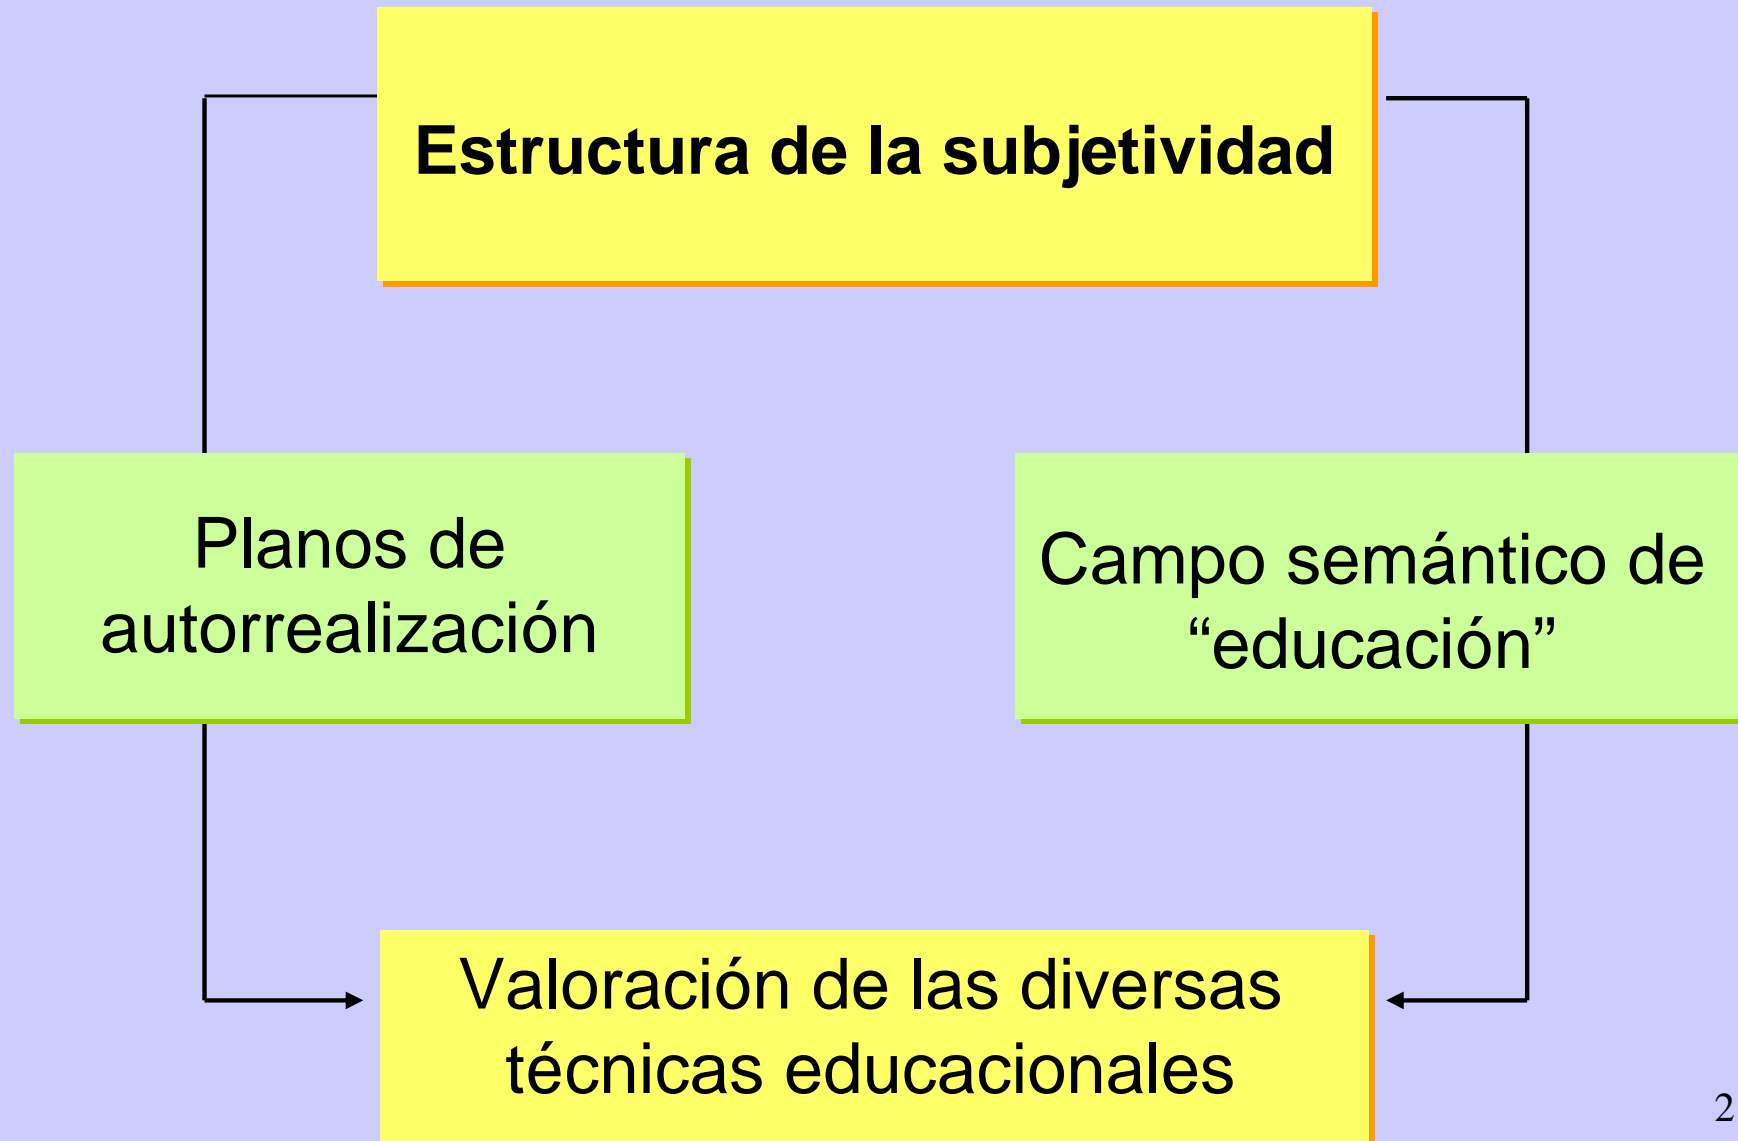 Estructura de la subjetividad
Planos de
autorrealización
Campo semántico de
“educación”
Valoración de las diversas
técnicas educacionales
2